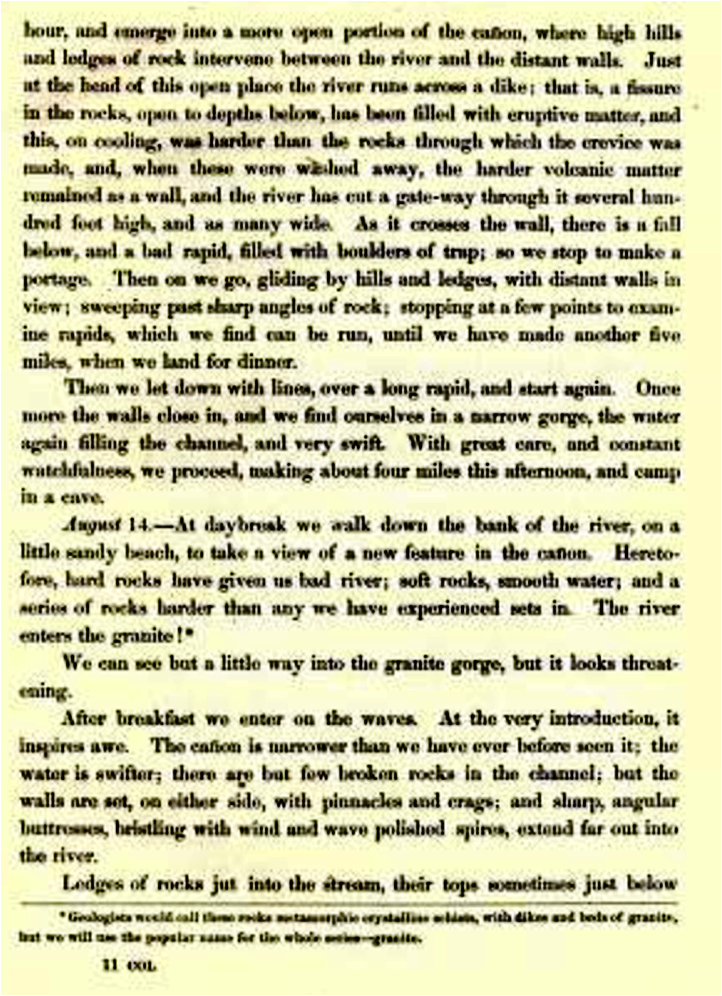 hour, and emerge into a more open portion of the cañon, where high hills
and ledges of rock intervene between the river and the distant walls. Just
at the head of this open place the river runs across a dike; that is, a fissure
in the rocks, open to depths below, has been filled with eruptive matter, and
this, on cooling, was harder than the rocks through which the crevice was
made, and, when these were washed away, the harder volcanic matter
remained as a wall, and the river has cut a gate-way through it several hun-
dred feet high, and as many wide. As it crosses the wall, there is a fall
below, and a bad rapid, filled with boulders of trap; so we stop to make a
portage. Then on we go, gliding by hills and ledges, with distant walls in
view; sweeping past sharp angles of rock; stopping at a few points to exam-
ine rapids, which we find can be run, until we have made another five
miles, when we land for dinner.
Then we let down with lines, over a long rapid, and start again. Once
more the walls close in, and we find ourselves in a narrow gorge, the water
again filling the channel, and very swift. With great care, and constant
watchfulness, we proceed, making about four miles this afternoon, and camp
in a cave.
August 14.—At daybreak we walk down the bank of the river, on a
little sandy beach, to take a view of a new feature in the cañon. Hereto-
fore, hard rocks have given us bad river; soft rocks, smooth water; and a
series of rocks harder than any we have experienced sets in. The river
enters the granite!*
We can see but a little way into the granite gorge, but it looks threat-
ening.
After breakfast we enter on the waves. At the very introduction, it
inspires awe. The cañon is narrower than we have ever before seen it; the
water is swifter; there are but few broken rocks in the channel; but the
walls are set, on either side, with pinnacles and crags; and sharp, angular
buttresses, bristling with wind and wave polished spires, extend far out into
the river.
Ledges of rocks jut into the stream, their tops sometimes just below
*Geologists would call these rocks metamorphic crystalline schists, with dikes and beds of granite,
but we will use the popular name for the whole series—granite.
11 COL